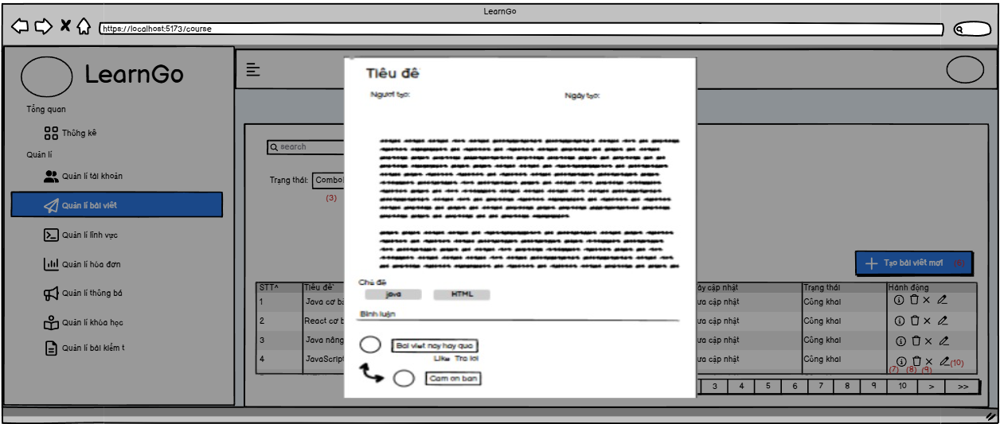 LearnGo
https://localhost:5173/course
LearnGo
Tổng quan
Thống kê
Quản lí
Quản lí tài khoản
Quản lí bài viết
Quản lí lĩnh vực
Quản lí hóa đơn
Quản lí thông bá
Quản lí khóa học
Quản lí bài kiểm t
search
Trạng thái:
(3)
Tiêu đề
Người tạo:
Ngày tạo:
Chủ đề
java
HTML
Bình luận
Bai viet nay hay qua
Like Tra loi
Cam on ban
Tạo bài viết mới (6)
STT^ Tiêu đề ày cập nhật Trạng thái Hành động
1 Java cơ b ưa cập nhật Công khai
2 React cơ b ưa cập nhật Công khai
3 Java nâng ưa cập nhật Công khai
4 JavaScript ưa cập nhật Công khai
(7) (8) (9) (10)
3 4 5 6 7 8 9 10 > >>